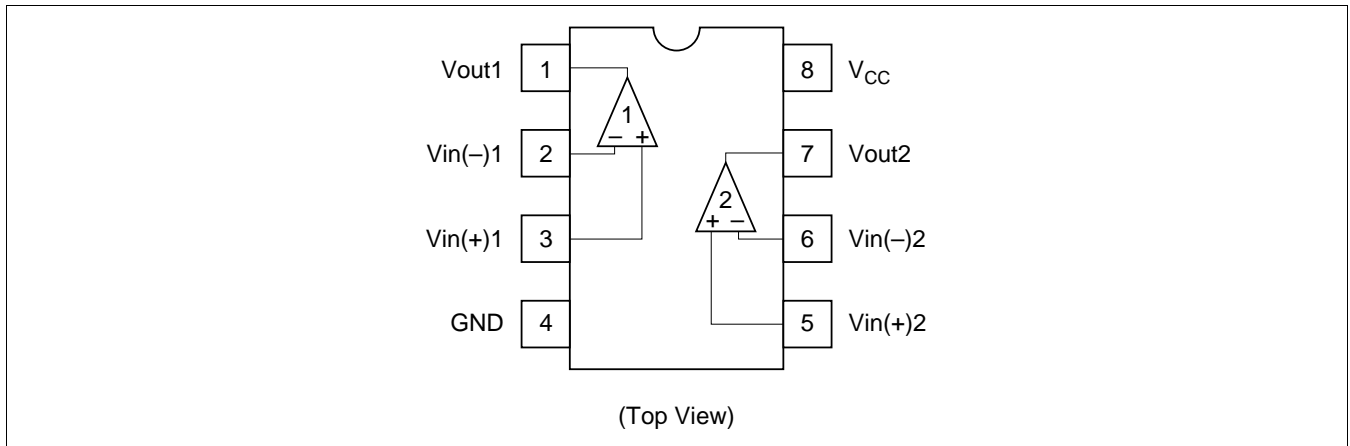 Vout1 1 8 V_CC
1
– +
Vin(–)1 2 7 Vout2
2
+ –
Vin(+)1 3 6 Vin(–)2
GND 4 5 Vin(+)2
(Top View)